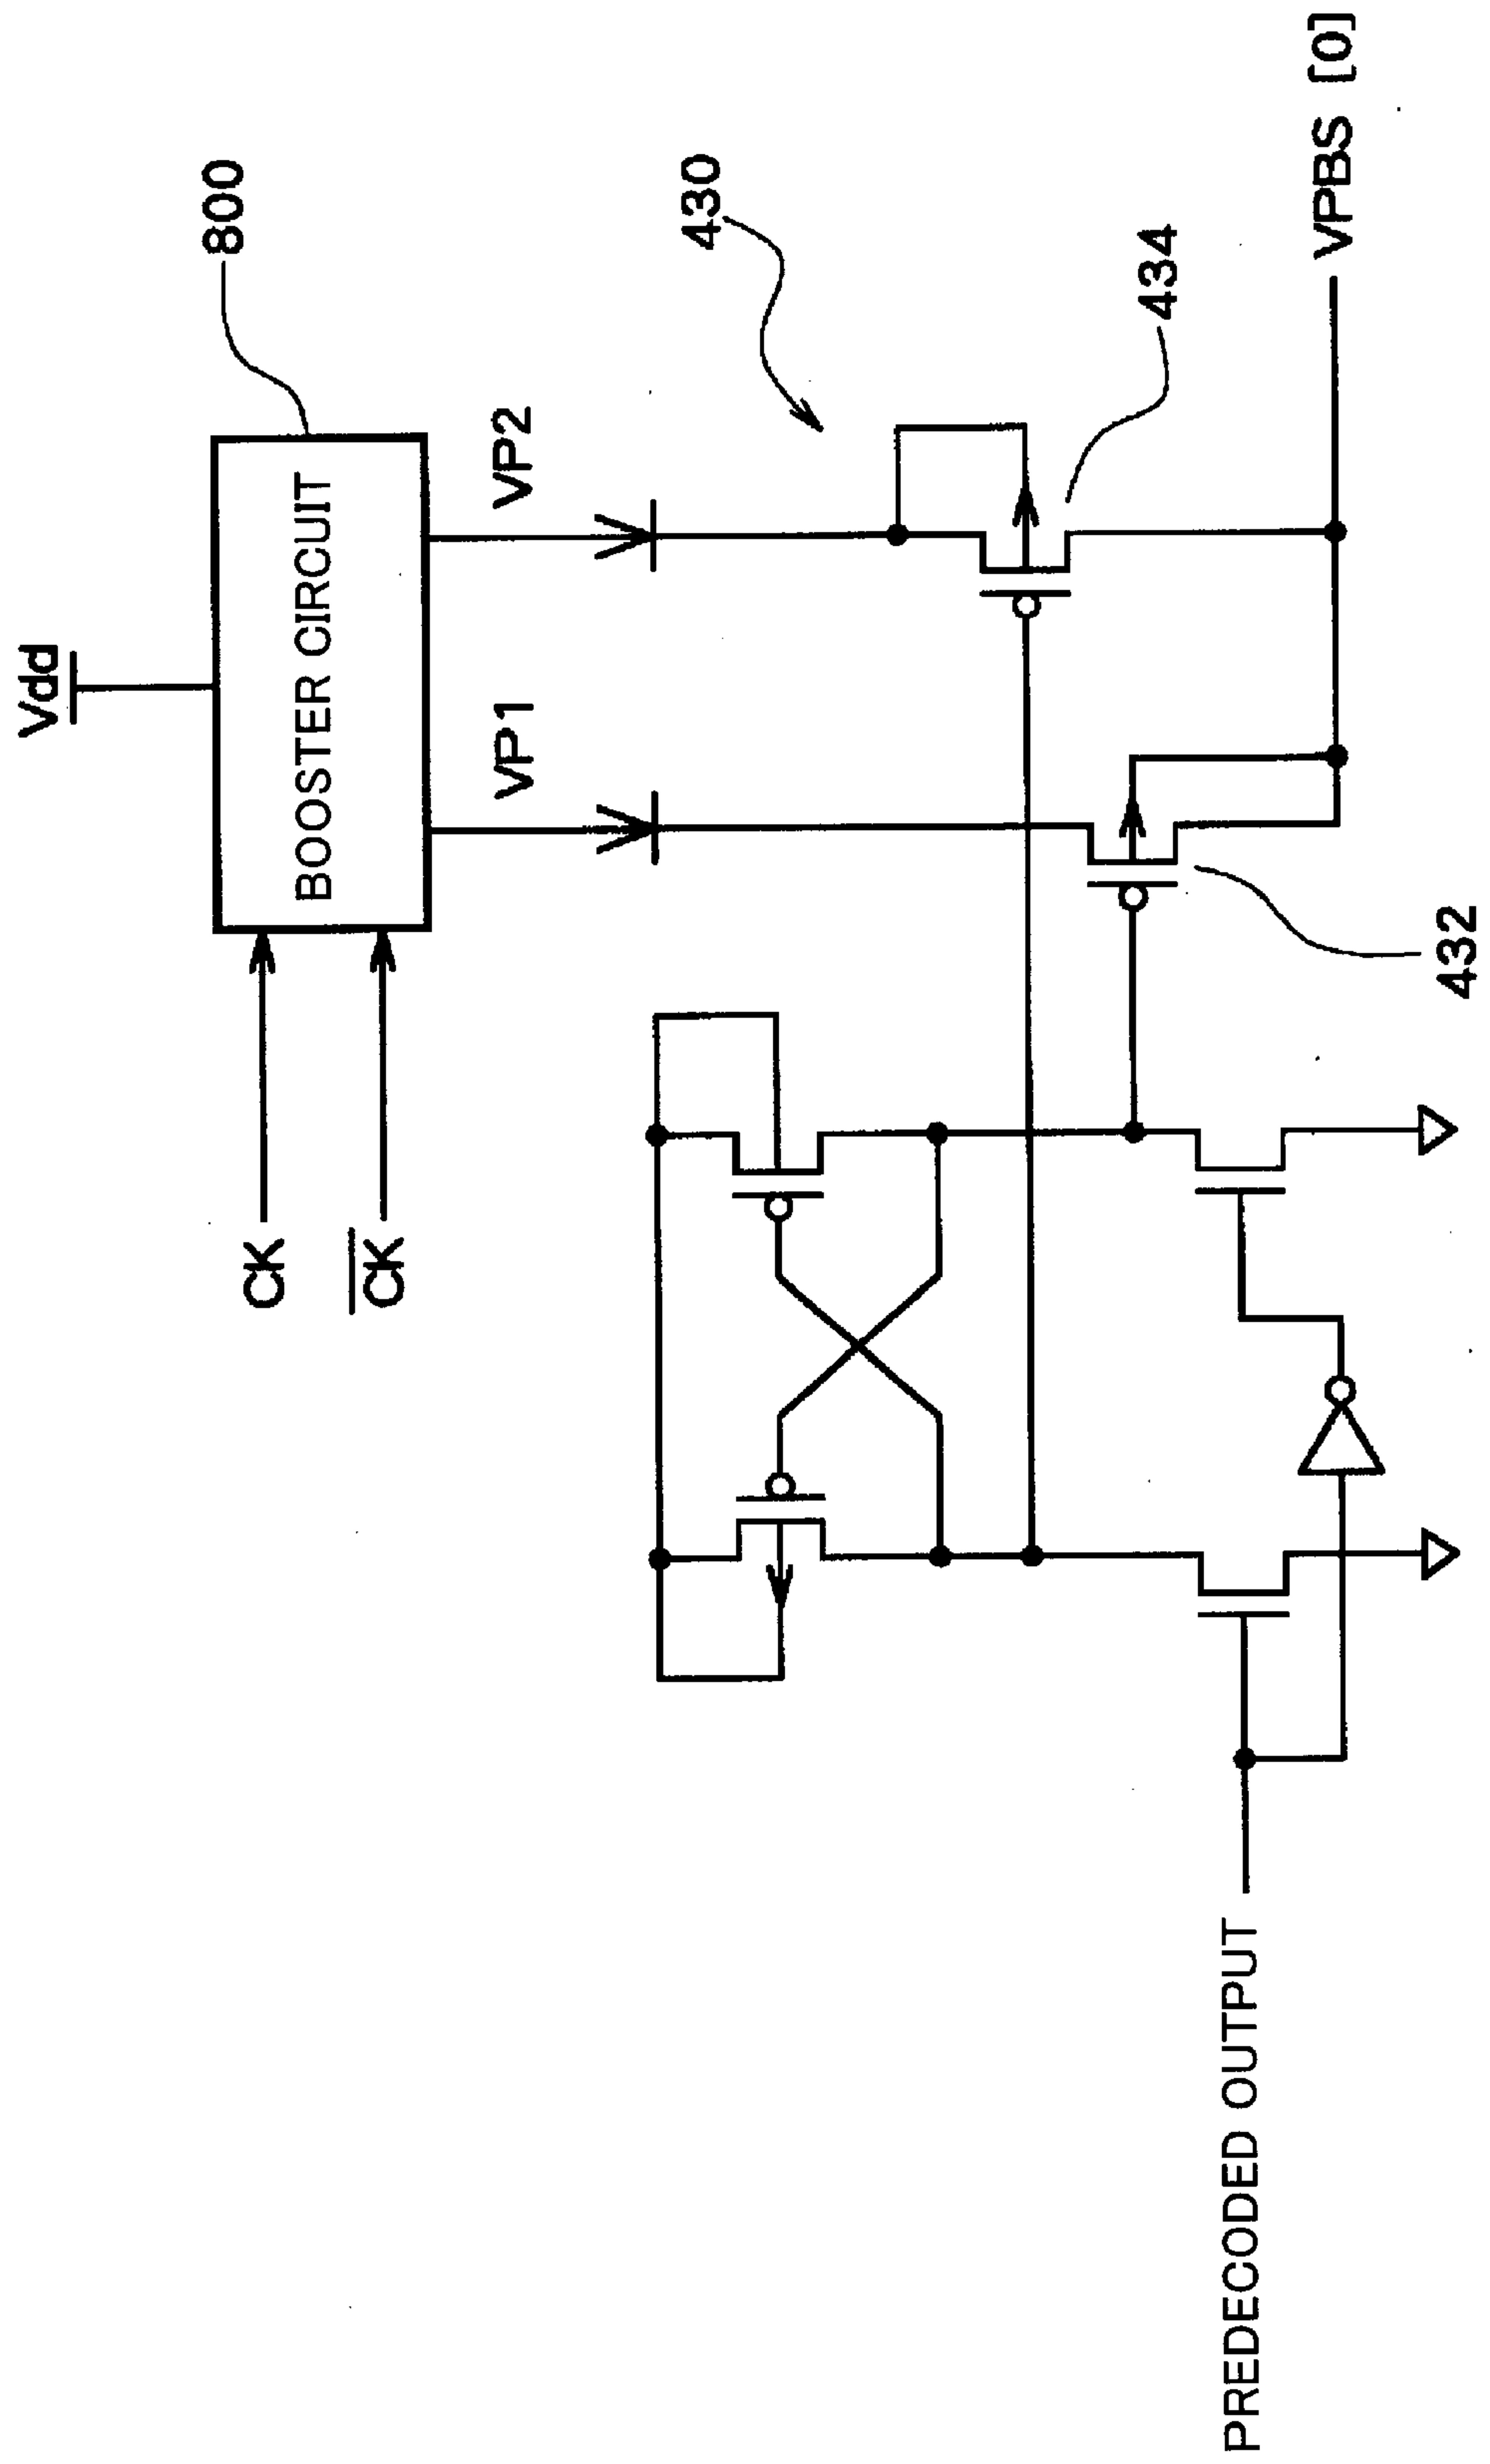 Vdd
800
BOOSTER CIRCUIT
CK
CK
VP1
VP2
430
434
432
VPBS [0]
PREDECODED OUTPUT